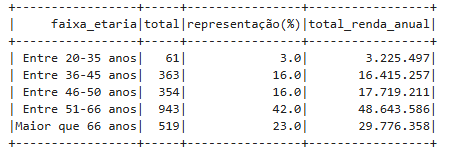 +----------------+-----+----------------+-----------------+
|    faixa_etaria|total|representação(%)|total_renda_anual|
+----------------+-----+----------------+-----------------+
| Entre 20-35 anos|   61|             3.0|        3.225.497|
| Entre 36-45 anos|  363|            16.0|       16.415.257|
| Entre 46-50 anos|  354|            16.0|       17.719.211|
| Entre 51-66 anos|  943|            42.0|       48.643.586|
|Maior que 66 anos|  519|            23.0|       29.776.358|
+----------------+-----+----------------+-----------------+